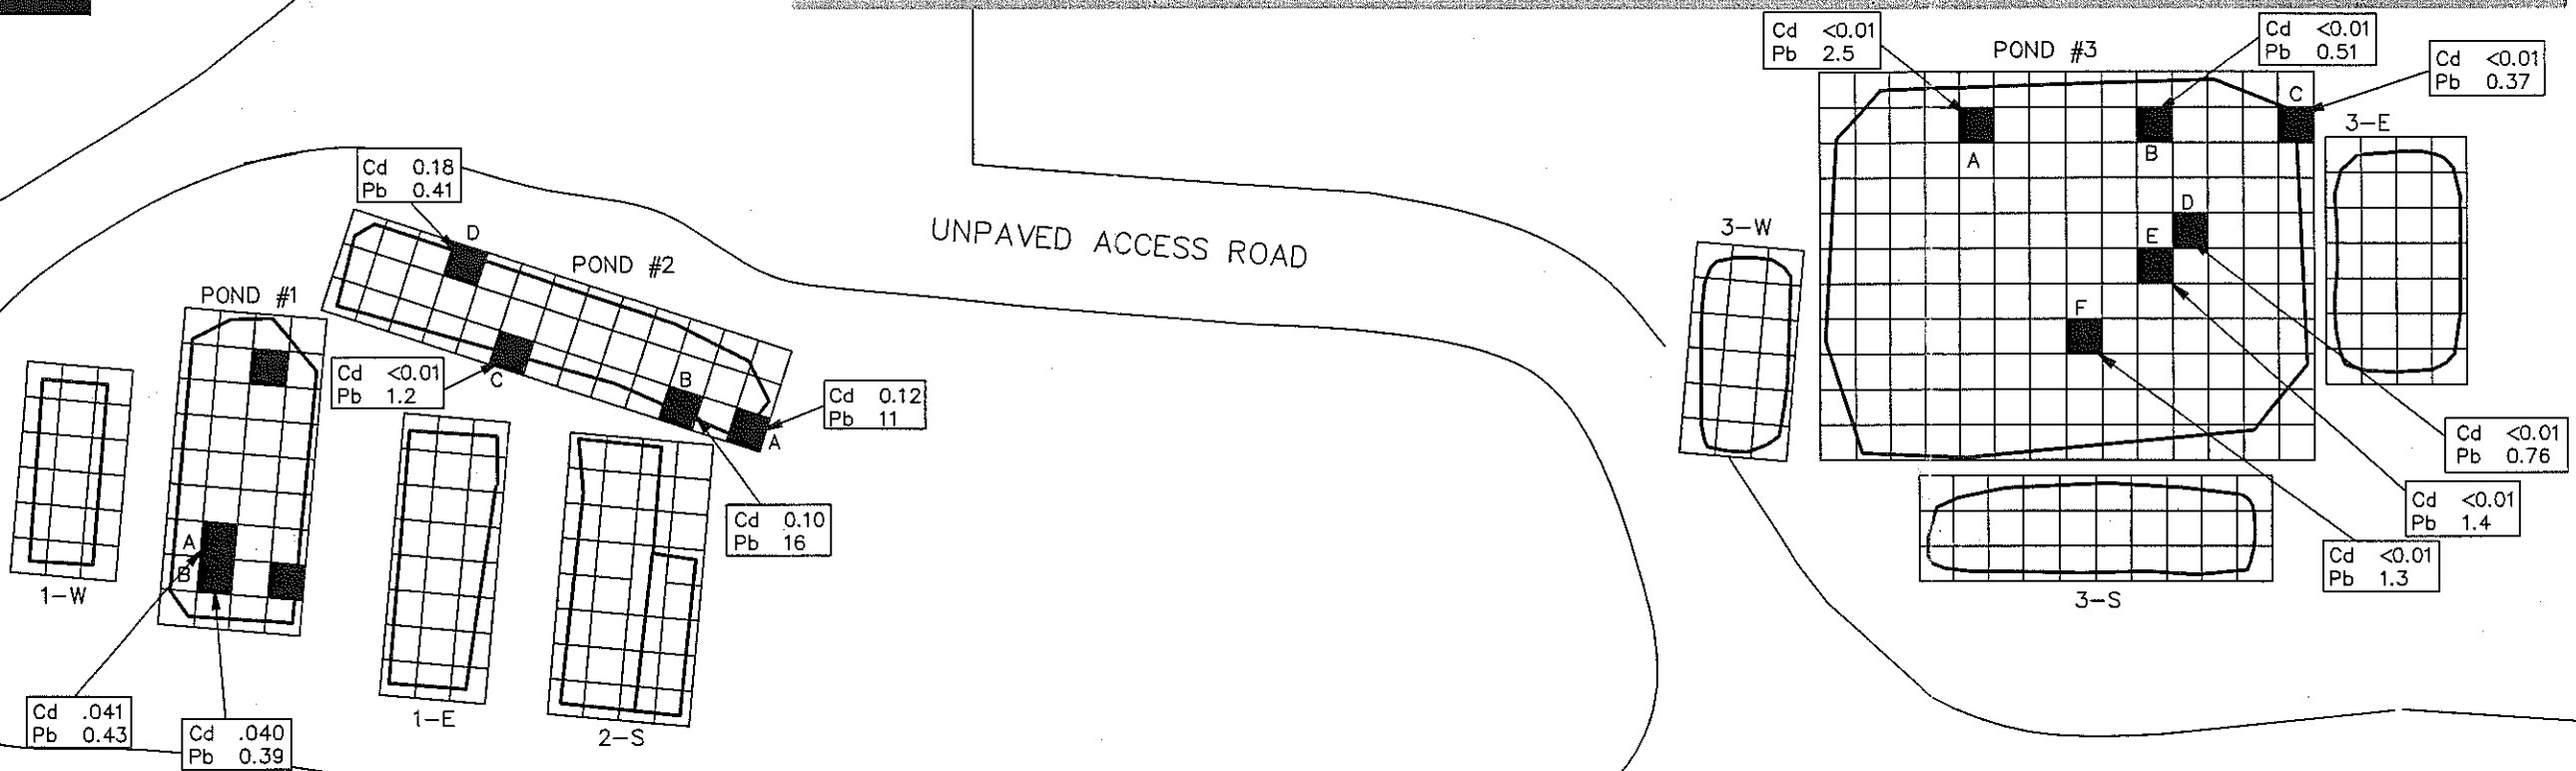 Cd <0.01
Pb 2.5
POND #3
Cd <0.01
Pb 0.51
Cd <0.01
Pb 0.37
C
3-E
A
B
Cd 0.18
Pb 0.41
D
POND #2
UNPAVED ACCESS ROAD
3-W
D
E
F
POND #1
Cd <0.01
Pb 1.2
C
B
Cd 0.12
Pb 11
A
Cd <0.01
Pb 0.76
Cd <0.01
Pb 1.4
Cd <0.01
Pb 1.3
Cd 0.10
Pb 16
A
B
1-W
3-S
Cd .041
Pb 0.43
Cd .040
Pb 0.39
1-E
2-S